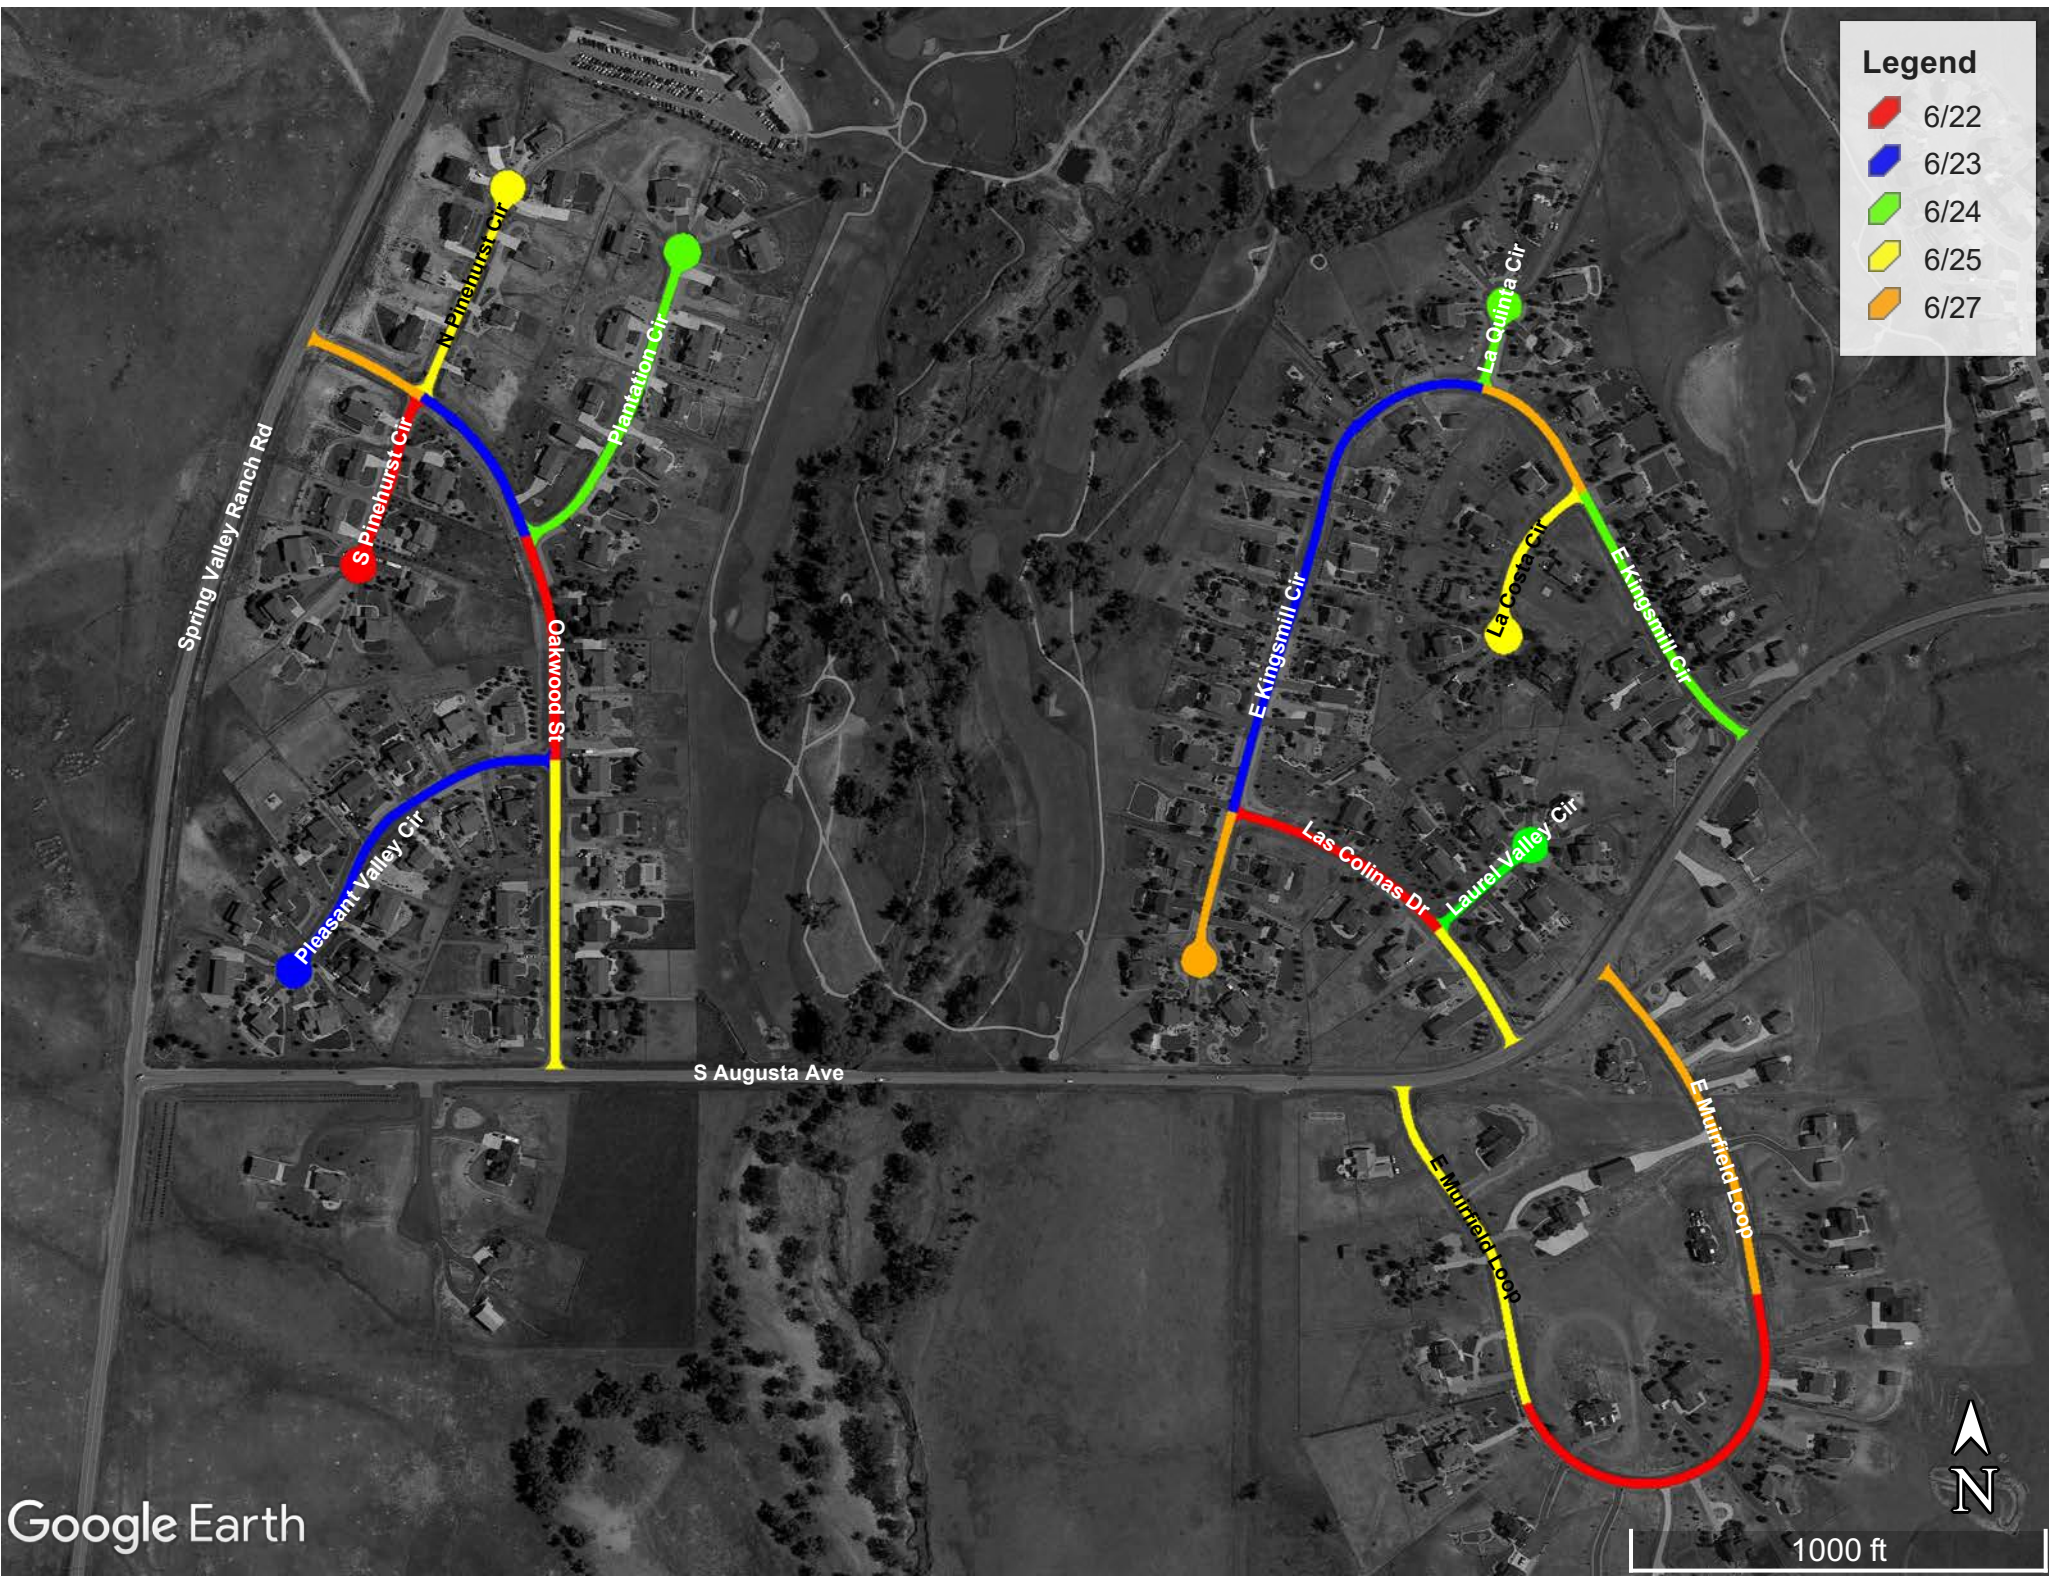 Legend
6/22
6/23
6/24
6/25
6/27
N Pinehurst Cir
Plantation Cir
La Quinta Cir
S Pinehurst Cir
Spring Valley Ranch Rd
La Costa Cir
E Kingsmill Cir
E Kingsmill Cir
Oakwood St
Pleasant Valley Cir
Las Colinas Dr
Laurel Valley Cir
S Augusta Ave
E Muirfield Loop
E Muirfield Loop
N
Google Earth
1000 ft